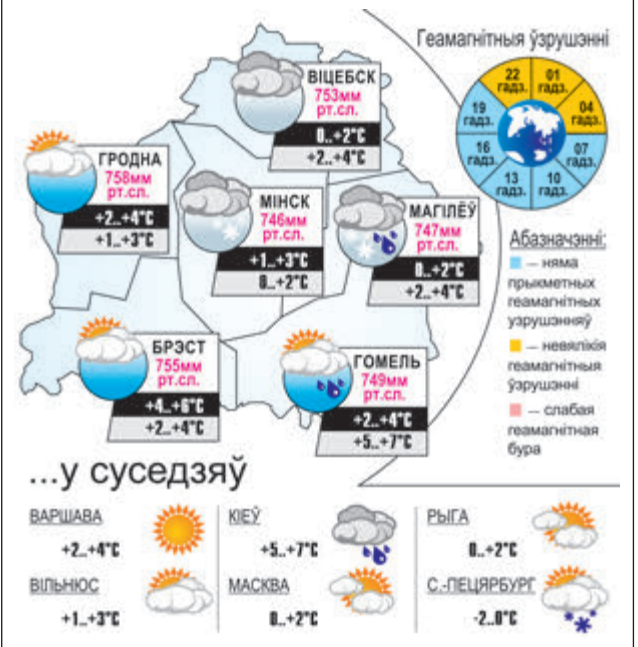 Геамагнітныя ўзрушэнні
22 гадз.
01 гадз.
04 гадз.
07 гадз.
10 гадз.
13 гадз.
16 гадз.
19 гадз.
ВІЦЕБСК
753мм
рт.сл.
0..+2°C
+2..+4°C
ГРОДНА
758мм
рт.сл.
+2..+4°C
+1..+3°C
МІНСК
746мм
рт.сл.
+1..+3°C
0..+2°C
МАГІЛЁЎ
747мм
рт.сл.
0..+2°C
+2..+4°C
Абазначэнні:
– няма
прыкметных
геамагнітных
узрушэнняў
– невялікія
геамагнітныя
ўзрушэнні
– слабая
геамагнітная
бура
БРЭСТ
755мм
рт.сл.
+4..+6°C
+2..+4°C
ГОМЕЛЬ
749мм
рт.сл.
+2..+4°C
+5..+7°C
...у суседзяў
ВАРШАВА
+2..+4°C
КІЕЎ
+5..+7°C
РЫГА
0..+2°C
ВІЛЬНЮС
+1..+3°C
МАСКВА
0..+2°C
С.-ПЕЦЯРБУРГ
-2..0°C